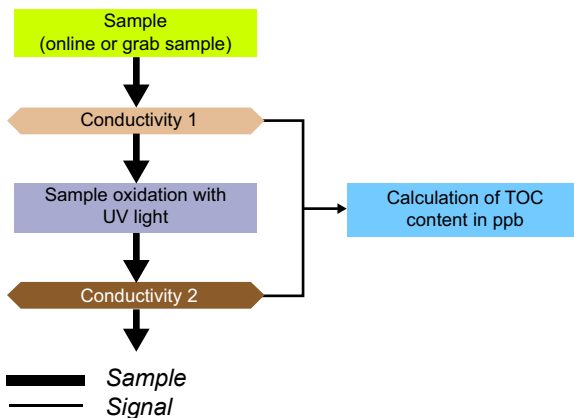 Sample
(online or grab sample)
Conductivity 1
Sample oxidation with
UV light
Calculation of TOC
content in ppb
Conductivity 2
Sample
Signal